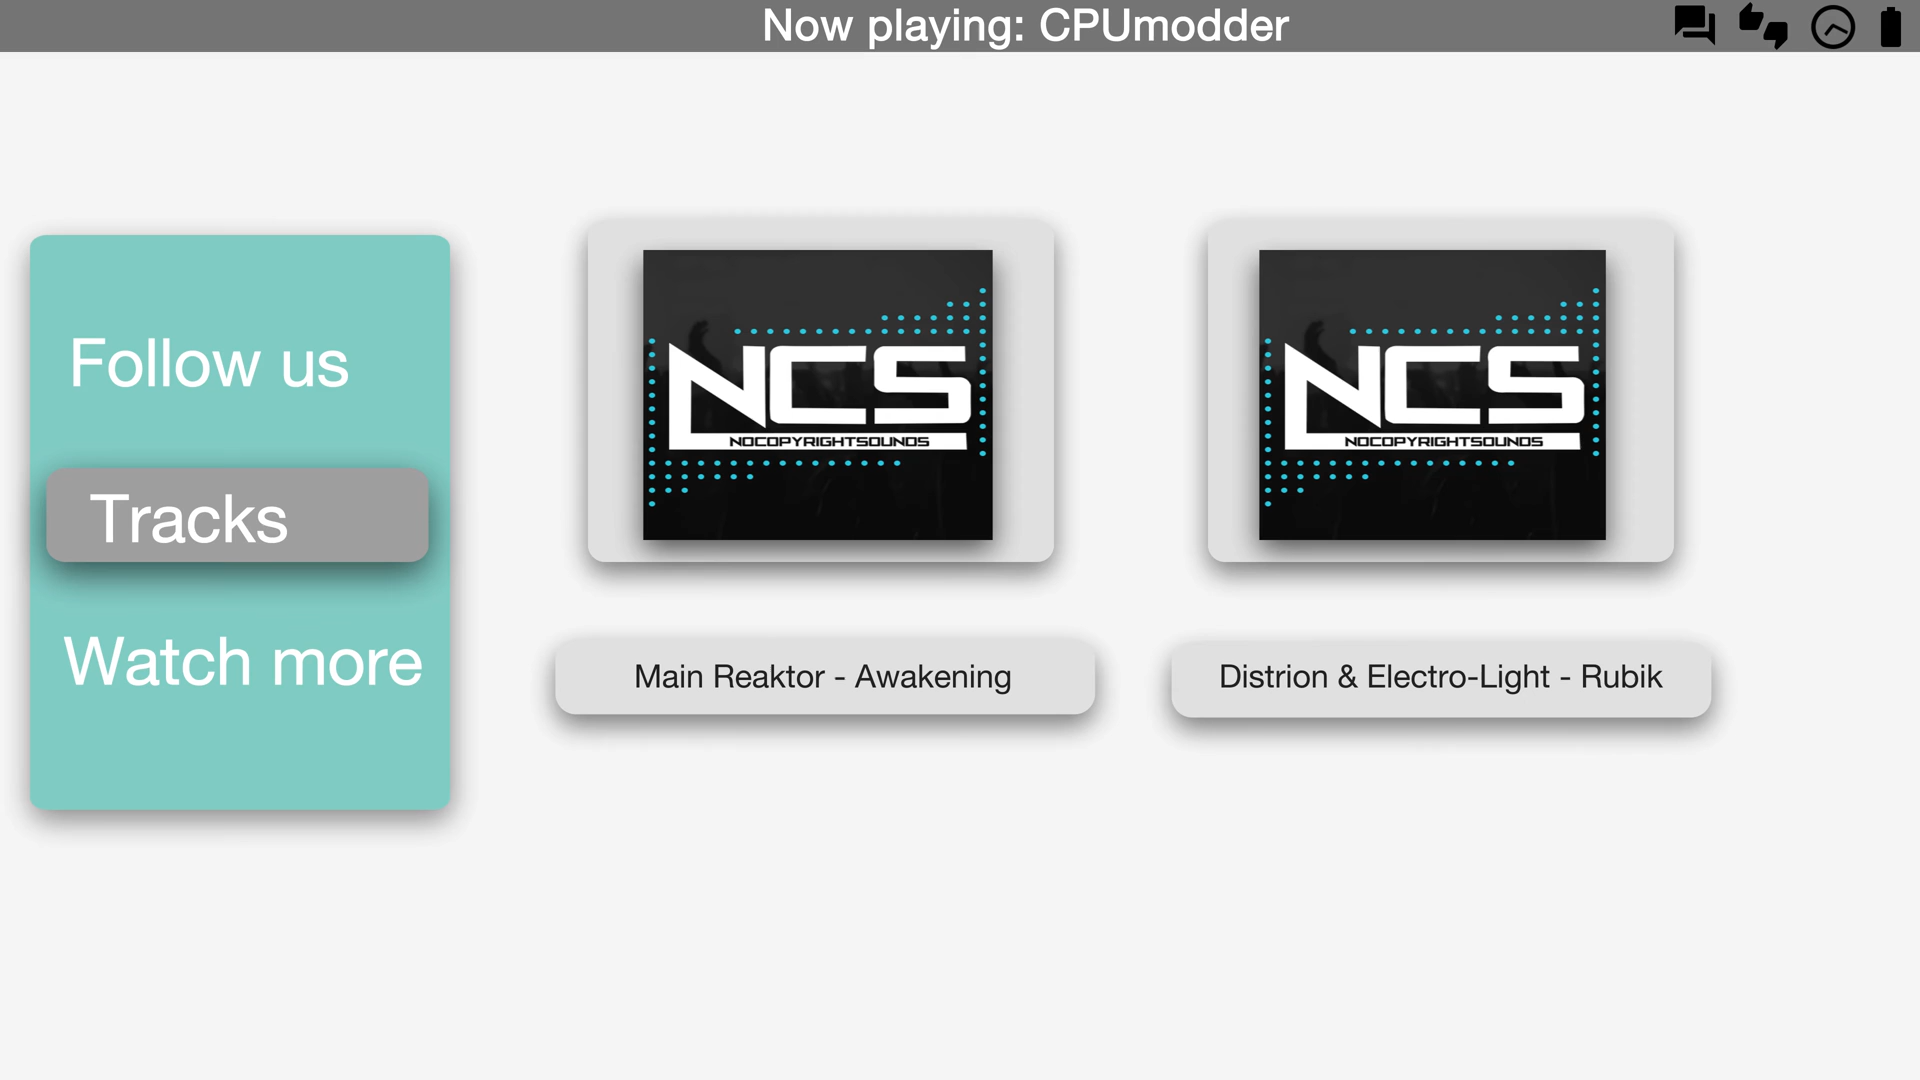 Now playing: CPUmodder
Follow us
Tracks
Watch more
NCS
NOCOPYRIGHTSOUNDS
NCS
NOCOPYRIGHTSOUNDS
Main Reaktor - Awakening
Distrion & Electro-Light - Rubik